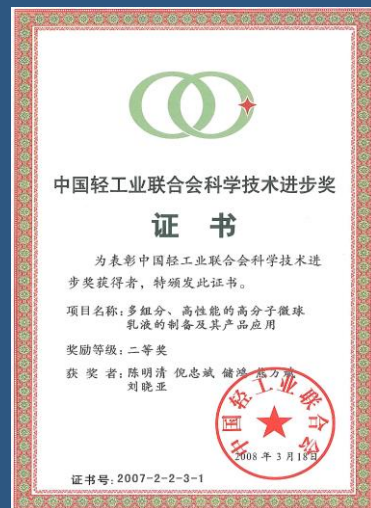 中国轻工业联合会科学技术进步奖
证 书
为表彰中国轻工业联合会科学技术进
步奖获得者，特颁发此证书。
项目名称：多组分、高性能的高分子微球
乳液的制备及其产品应用
奖励等级：二等奖
获 奖 者：陈明清 倪忠斌 储鸿
刘晓亚
中国轻工业联合会
2008 年 3 月 18日
证书号：2007-2-2-3-1